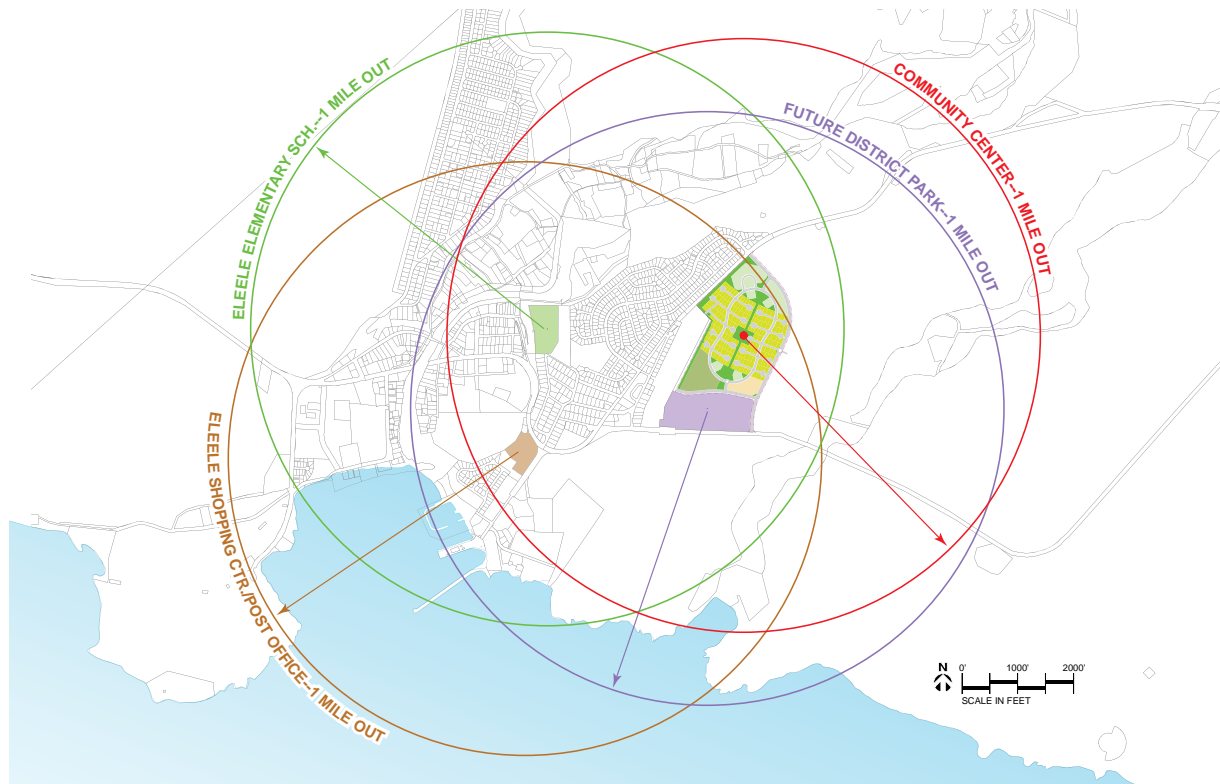 ELEELE ELEMENTARY SCH.--1 MILE OUT
COMMUNITY CENTER--1 MILE OUT
FUTURE DISTRICT PARK--1 MILE OUT
ELEELE SHOPPING CTR./POST OFFICE--1 MILE OUT
N
0' 1000' 2000'
SCALE IN FEET